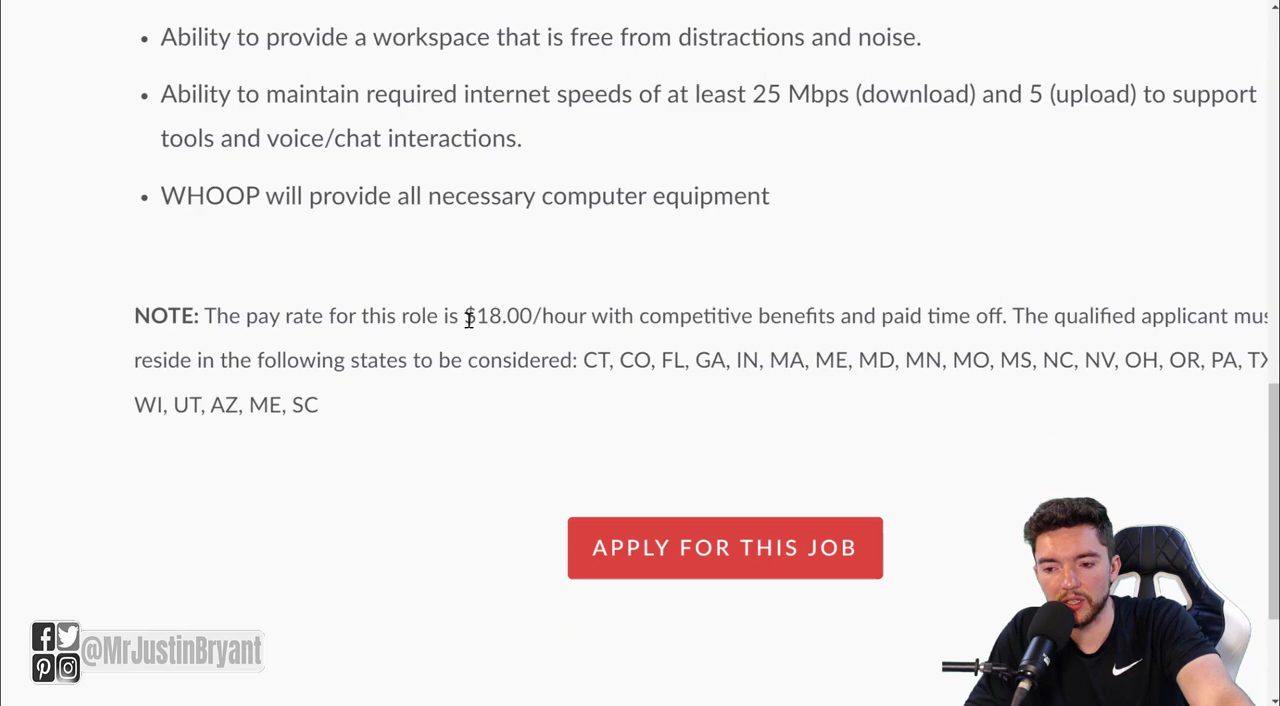 • Ability to provide a workspace that is free from distractions and noise.
• Ability to maintain required internet speeds of at least 25 Mbps (download) and 5 (upload) to support
tools and voice/chat interactions.
• WHOOP will provide all necessary computer equipment
NOTE: The pay rate for this role is $18.00/hour with competitive benefits and paid time off. The qualified applicant mus
reside in the following states to be considered: CT, CO, FL, GA, IN, MA, ME, MD, MN, MO, MS, NC, NV, OH, OR, PA, TX
WI, UT, AZ, ME, SC
APPLY FOR THIS JOB
@MrJustinBryant